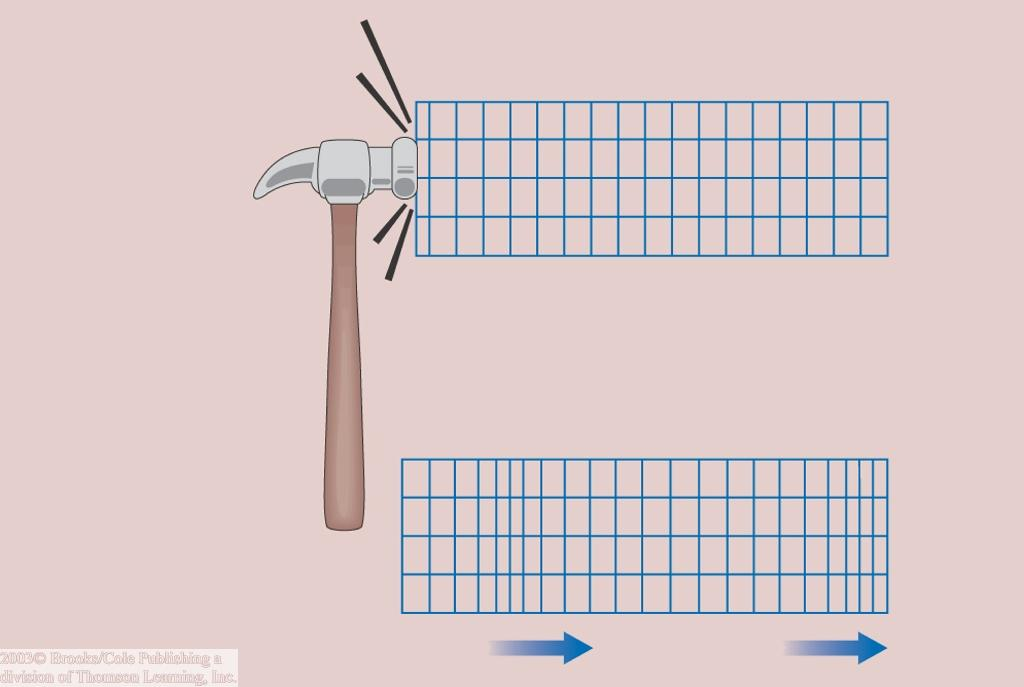 2003© Brooks/Cole Publishing a
division of Thomson Learning, Inc.